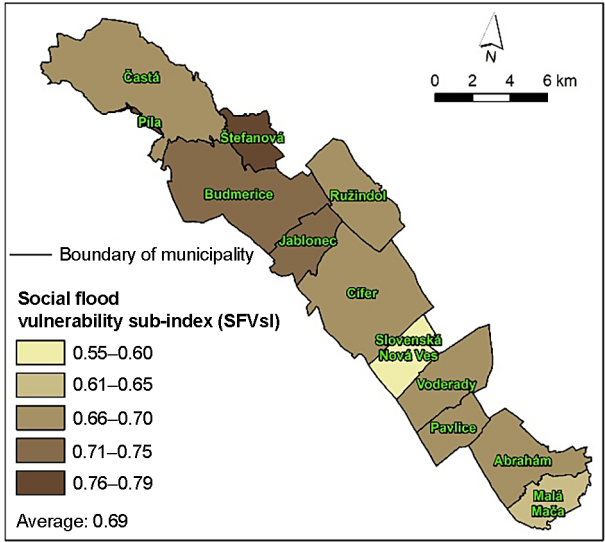 Častá
Píla
Štefanová
Budmerice
Ružindol
Jablonec
Cífer
Slovenská
Nová Ves
Voderady
Pavlice
Abrahám
Malá
Mača
N
0 2 4 6 km
Boundary of municipality
Social flood
vulnerability sub-index (SFVsI)
0.55–0.60
0.61–0.65
0.66–0.70
0.71–0.75
0.76–0.79
Average: 0.69